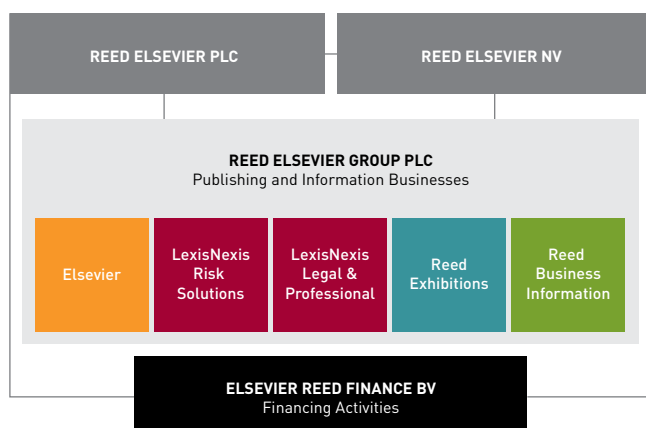 REED ELSEVIER PLC
REED ELSEVIER NV
REED ELSEVIER GROUP PLC
Publishing and Information Businesses
Elsevier
LexisNexis
Risk
Solutions
LexisNexis
Legal &
Professional
Reed
Exhibitions
Reed
Business
Information
ELSEVIER REED FINANCE BV
Financing Activities